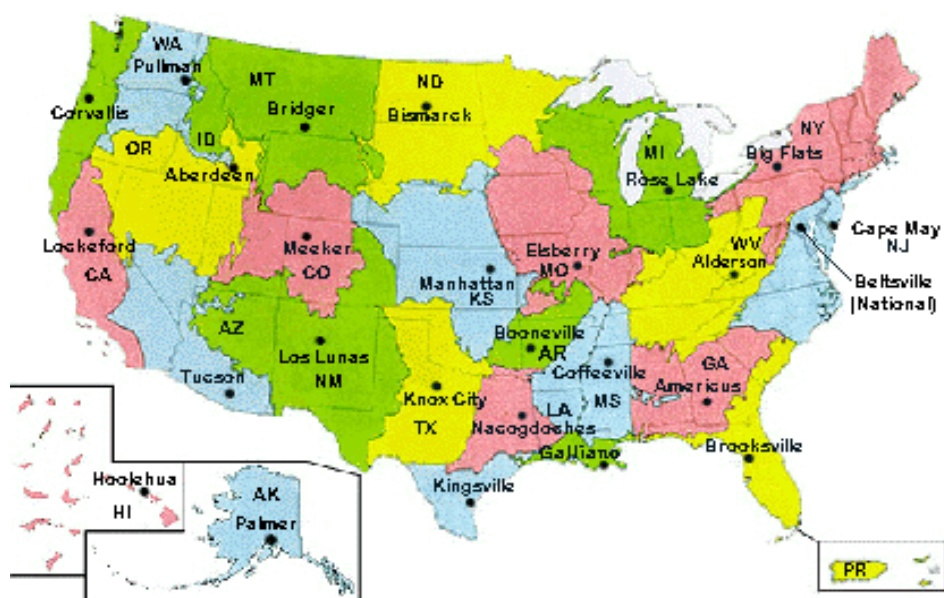 WA
Pullman
MT
Bridger
ND
Bismarck
Corvallis
ID
OR
Aberdeen
MI
Rose Lake
NY
Big Flats
Lockeford
CA
Meeker
CO
Manhattan
KS
Elsberry
MO
WV
Alderson
Cape May
NJ
Beltsville
(National)
AZ
Los Lunas
NM
Tucson
Booneville
AR
Coffeeville
LA
MS
GA
Americus
Knox City
TX
Nacogdoches
Galliano
Brooksville
Kingsville
Hoolehua
HI
AK
Palmer
PR